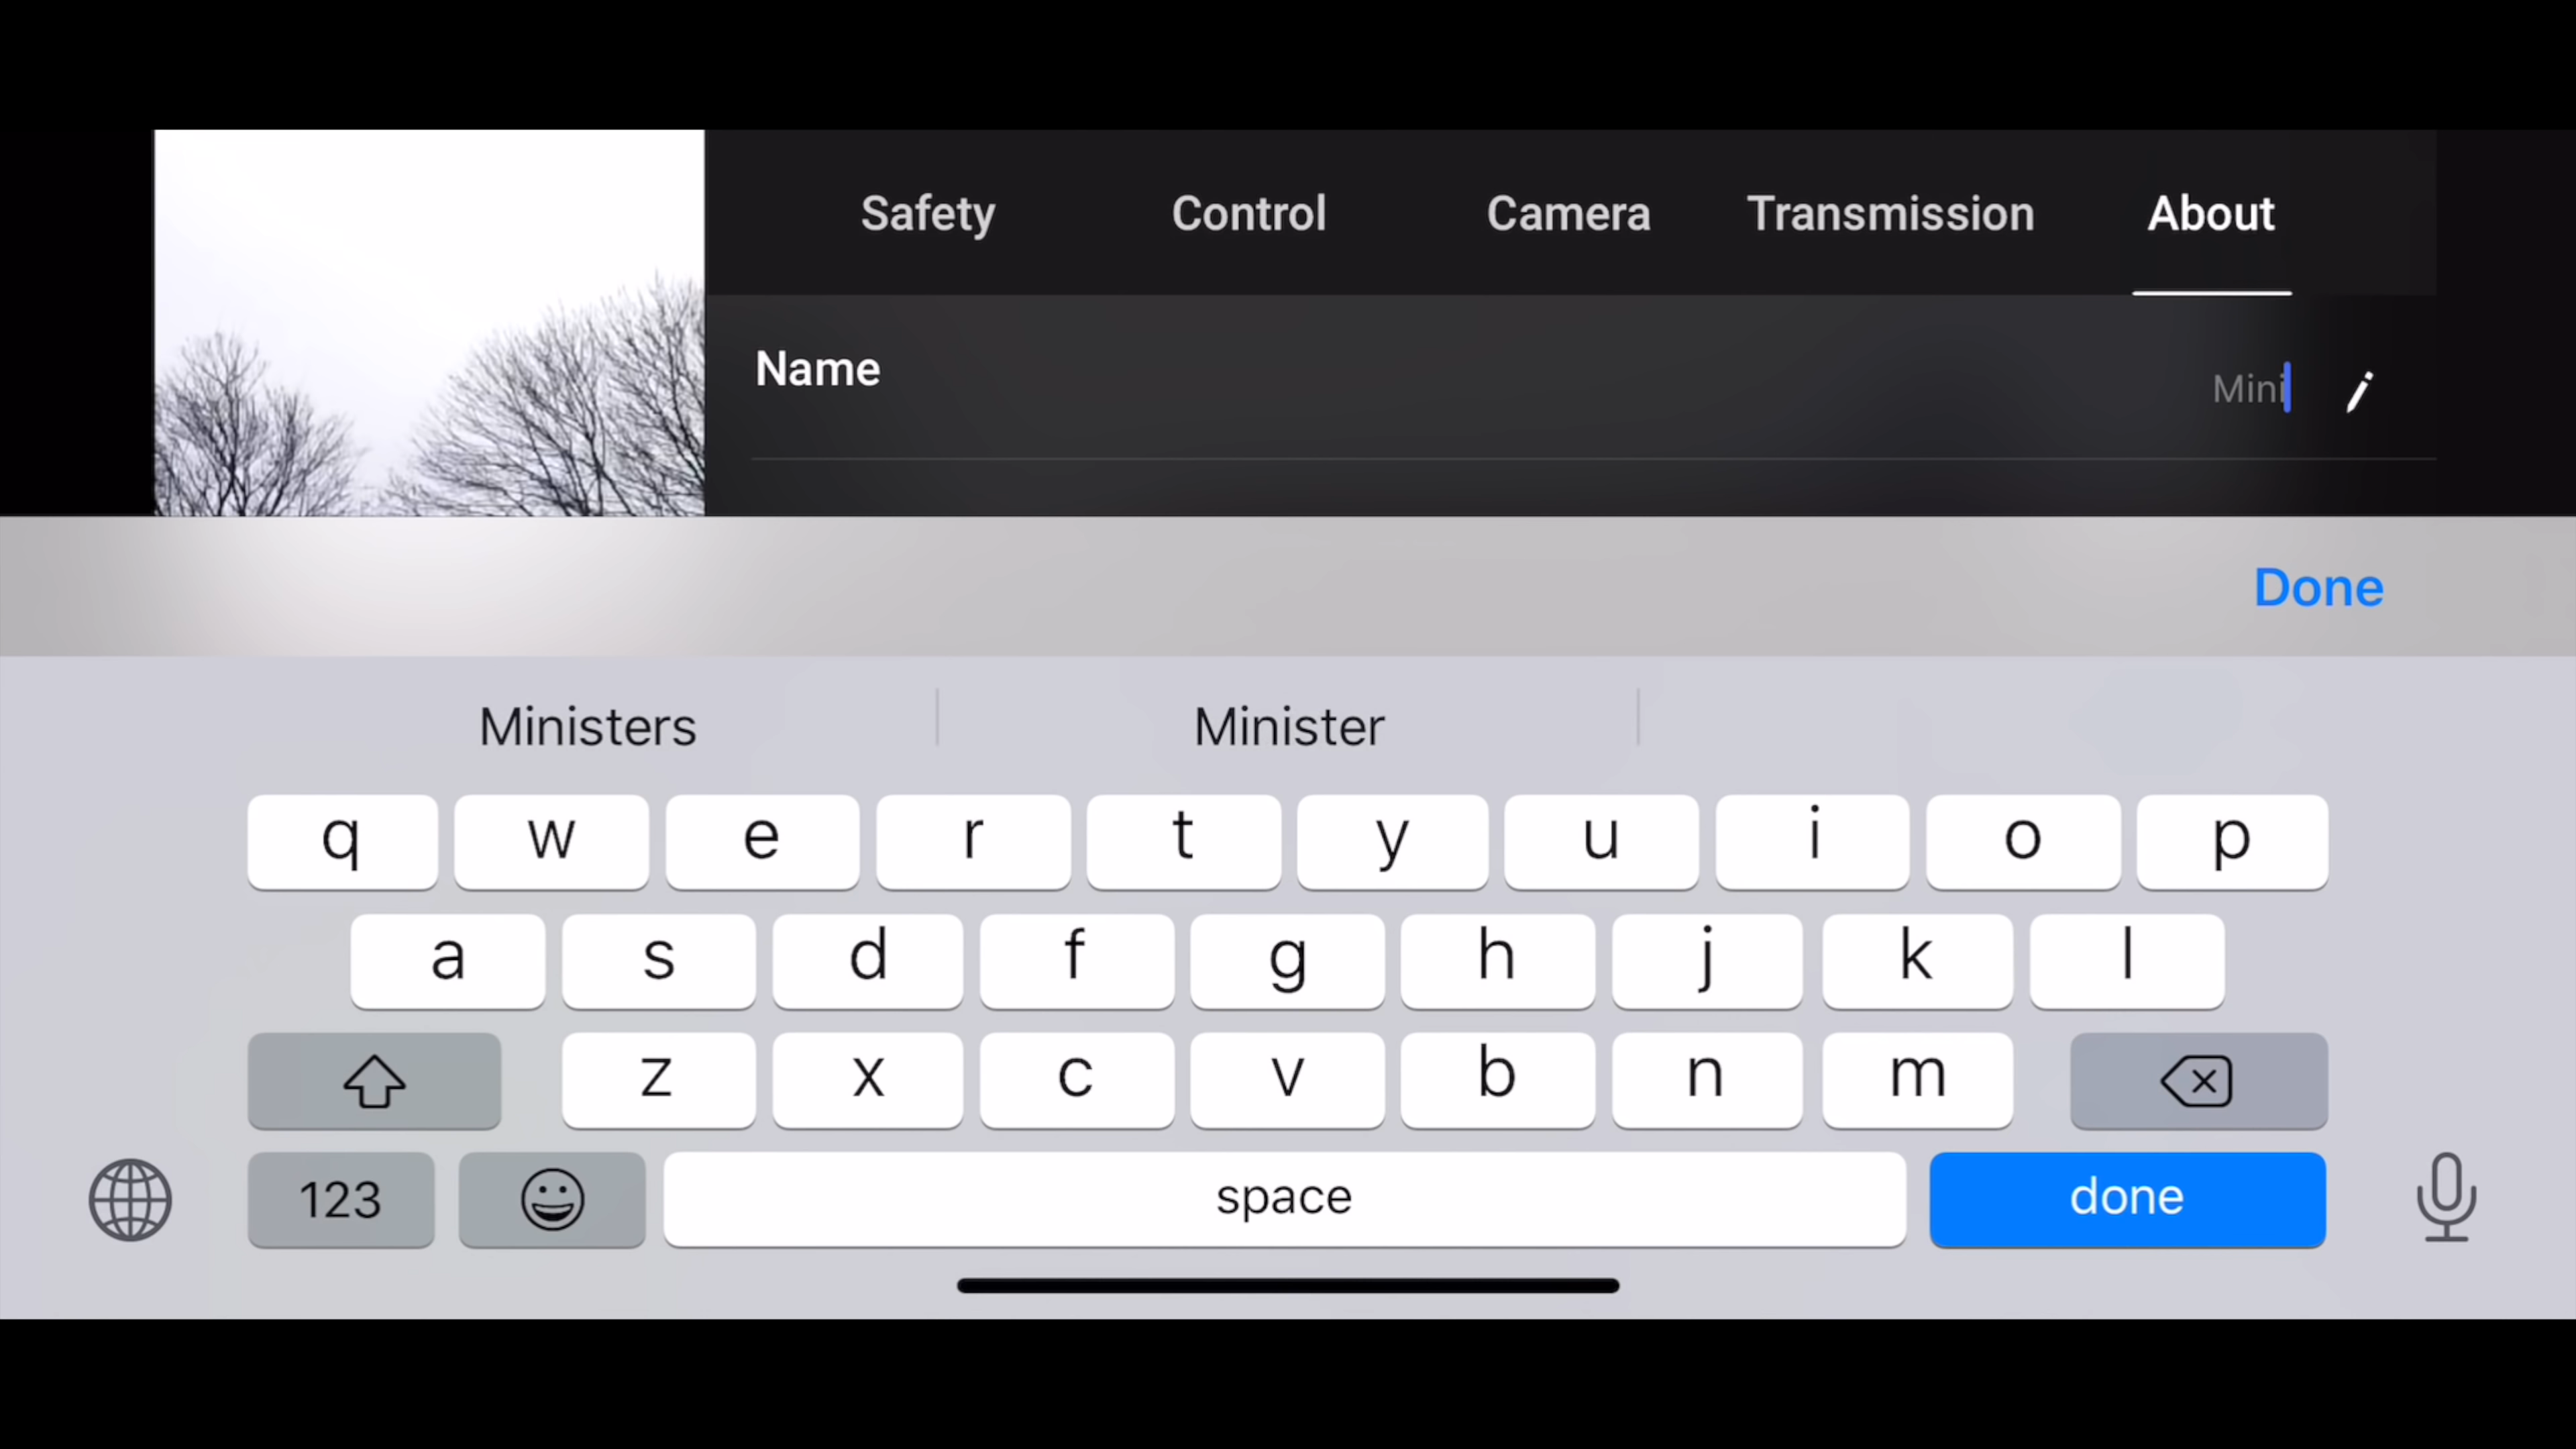 Safety Control Camera Transmission About
Name Mini
Done
Ministers Minister
q w e r t y u i o p
a s d f g h j k l
z x c v b n m
123 space done